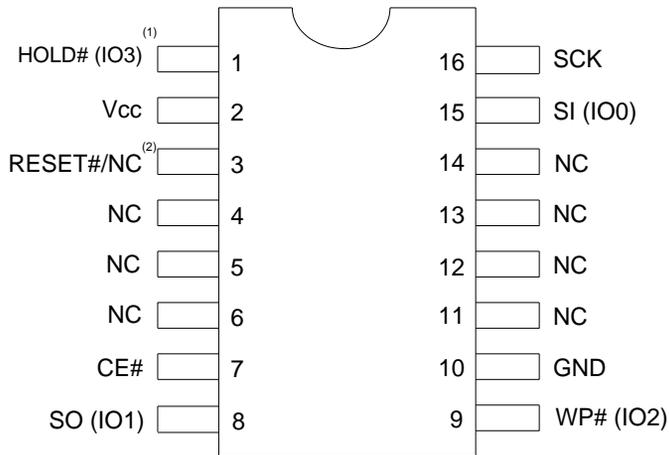 HOLD# (IO3) (1) 1 16 SCK
Vcc 2 15 SI (IO0)
RESET#/NC (2) 3 14 NC
NC 4 13 NC
NC 5 12 NC
NC 6 11 NC
CE# 7 10 GND
SO (IO1) 8 9 WP# (IO2)